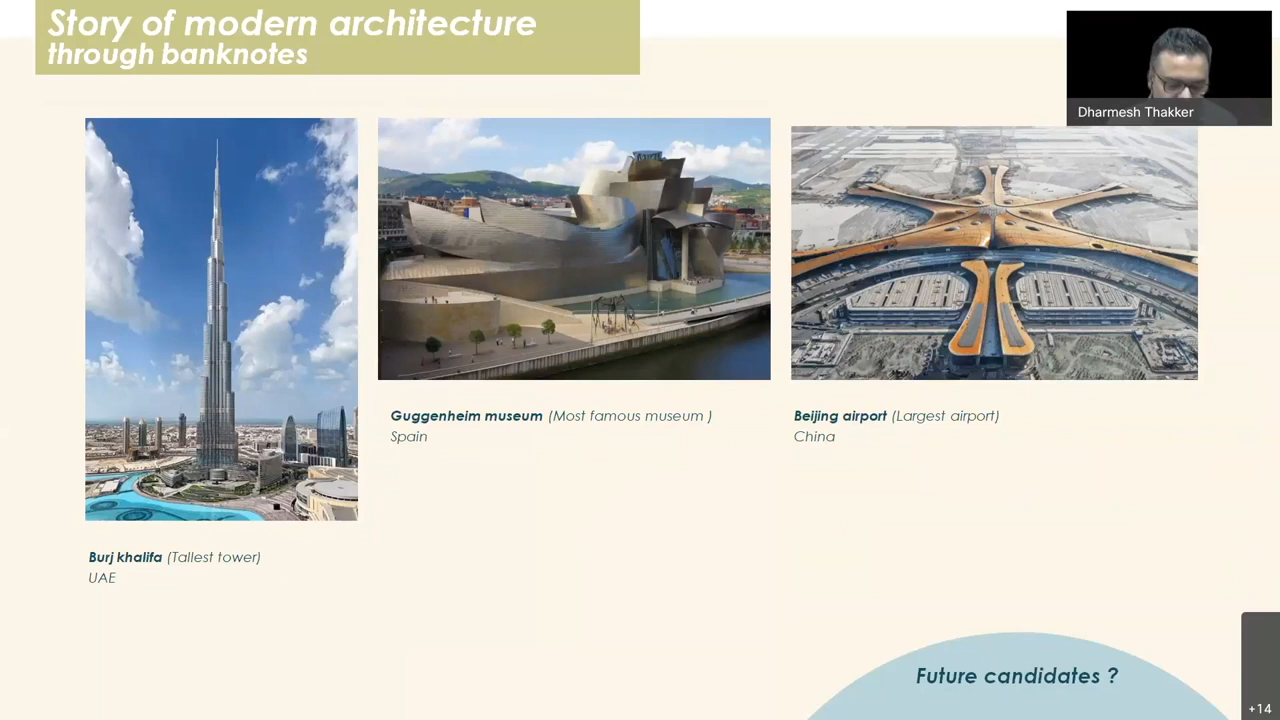 Story of modern architecture
through banknotes
Dharmesh Thakker
Guggenheim museum (Most famous museum )
Spain
Beijing airport (Largest airport)
China
Burj khalifa (Tallest tower)
UAE
Future candidates ?
+14